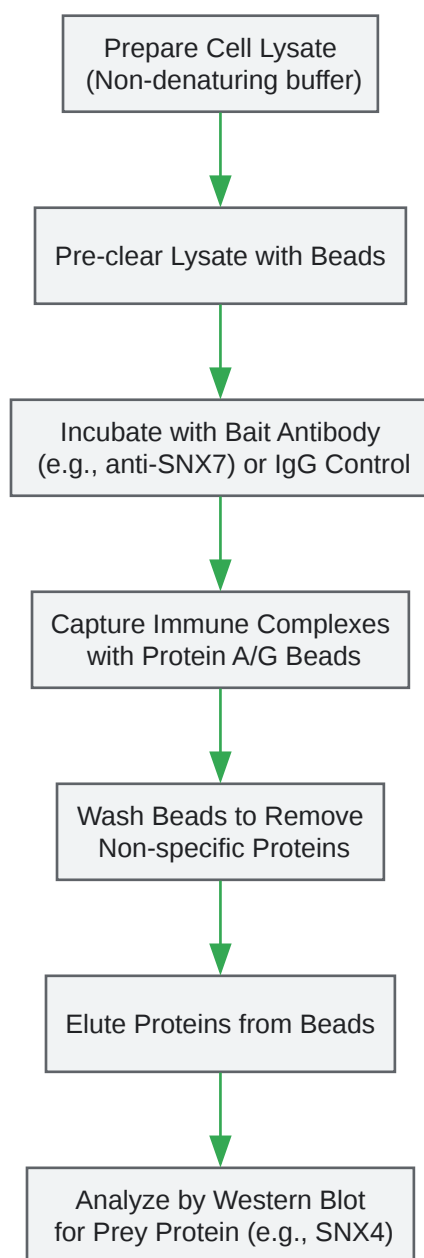 Prepare Cell Lysate
(Non-denaturing buffer)
Pre-clear Lysate with Beads
Incubate with Bait Antibody
(e.g., anti-SNX7) or IgG Control
Capture Immune Complexes
with Protein A/G Beads
Wash Beads to Remove
Non-specific Proteins
Elute Proteins from Beads
Analyze by Western Blot
for Prey Protein (e.g., SNX4)